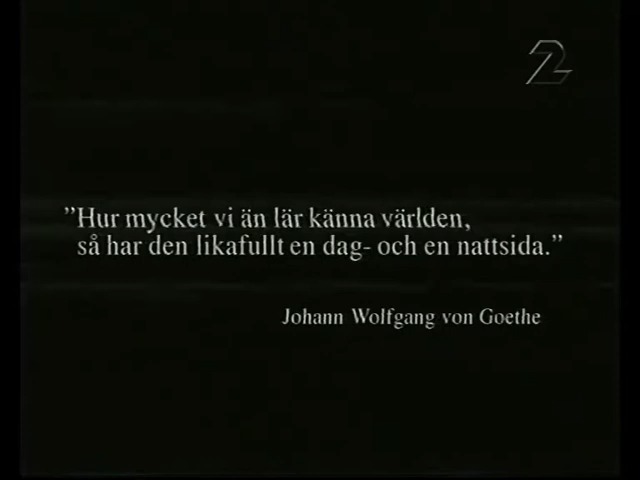 2
”Hur mycket vi än lär känna världen,
så har den likafullt en dag- och en nattsida.”
Johann Wolfgang von Goethe